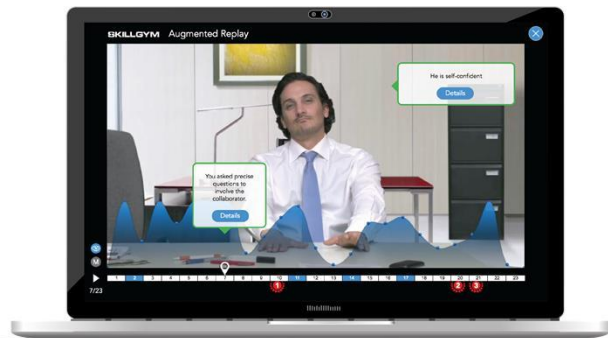 SKILLGYM Augmented Replay
He is self-confident
Details
You asked precise
questions to
involve the
collaborator.
Details
S
M
1 2 3 4 5 6 7 8 9 10 11 12 13 14 15 16 17 18 19 20 21 22 23
7/23
1 2 3